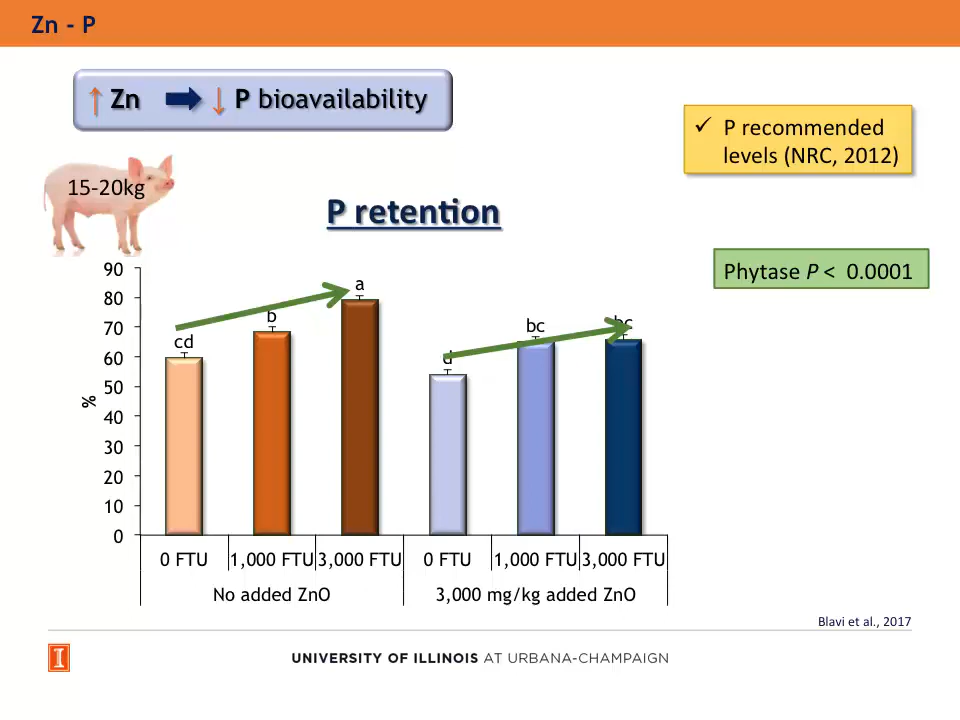 Zn - P
↑ Zn ➡ ↓ P bioavailability
✓ P recommended
levels (NRC, 2012)
15-20kg
P retention
Phytase P < 0.0001
90
80
70
60
50
40
30
20
10
0
%
cd
b
a
d
bc
bc
0 FTU
1,000 FTU
3,000 FTU
0 FTU
1,000 FTU
3,000 FTU
No added ZnO
3,000 mg/kg added ZnO
Blavi et al., 2017
I
UNIVERSITY OF ILLINOIS AT URBANA-CHAMPAIGN